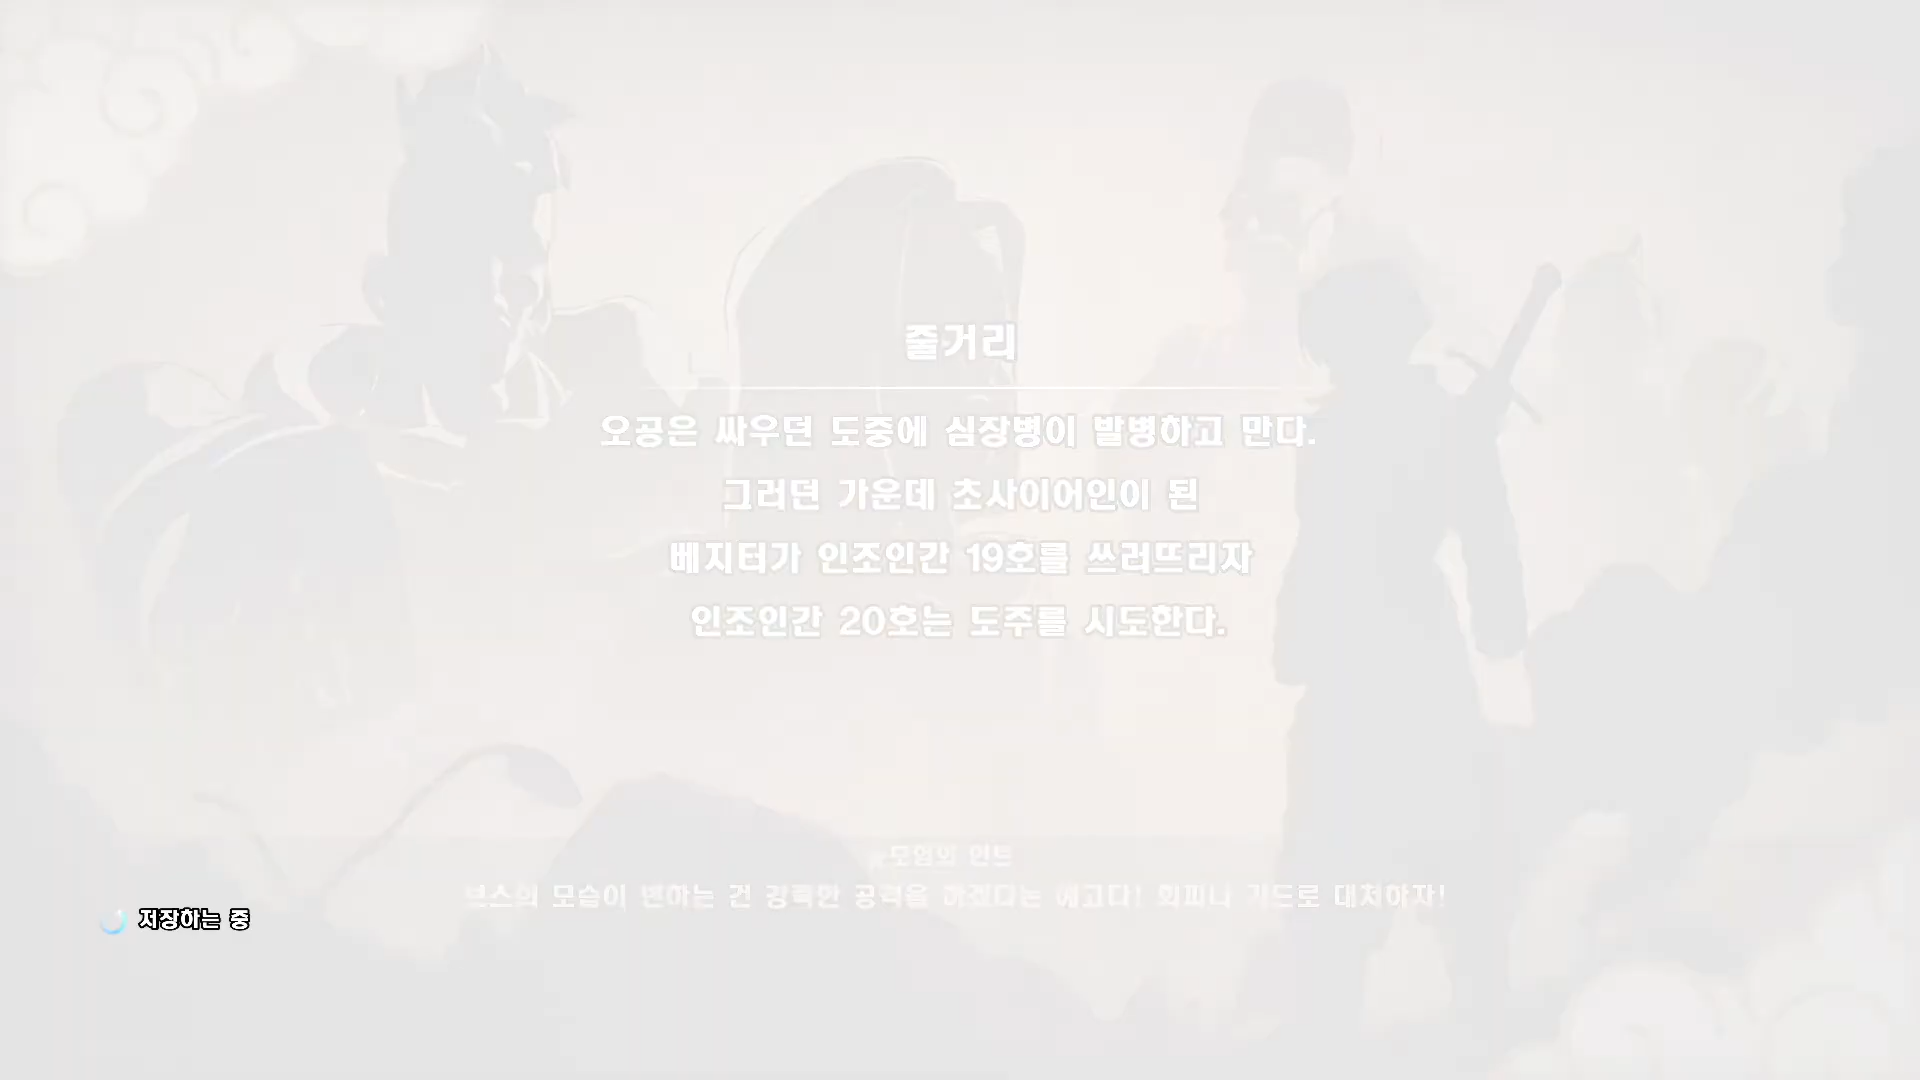 줄거리
오공은 싸우던 도중에 심장병이 발병하고 만다.
그러던 가운데 초사이어인이 된
베지터가 인조인간 19호를 쓰러뜨리자
인조인간 20호는 도주를 시도한다.
★모험의 힌트
보스의 모습이 변하는 건 강력한 공격을 하겠다는 예고다! 회피나 가드로 대처하자!
저장하는 중